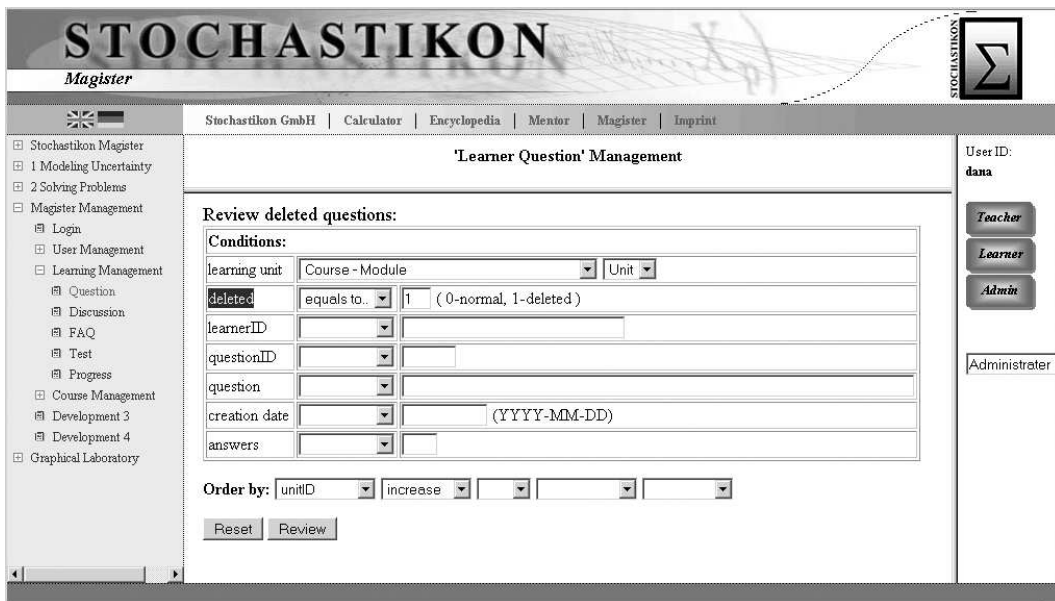 STOCHASTIKON
Magister
STOCHASTIKON
Σ
Stochastikon GmbH | Calculator | Encyclopedia | Mentor | Magister | Imprint
Stochastikon Magister
1 Modeling Uncertainty
2 Solving Problems
Magister Management
Login
User Management
Learning Management
Question
Discussion
FAQ
Test
Progress
Course Management
Development 3
Development 4
Graphical Laboratory
'Learner Question' Management
Review deleted questions:
Conditions:
learning unit Course - Module Unit
deleted equals to.. 1 ( 0-normal, 1-deleted )
learnerID
questionID
question
creation date (YYYY-MM-DD)
answers
Order by: unitID increase
Reset Review
User ID:
dana
Teacher
Learner
Admin
Administrater